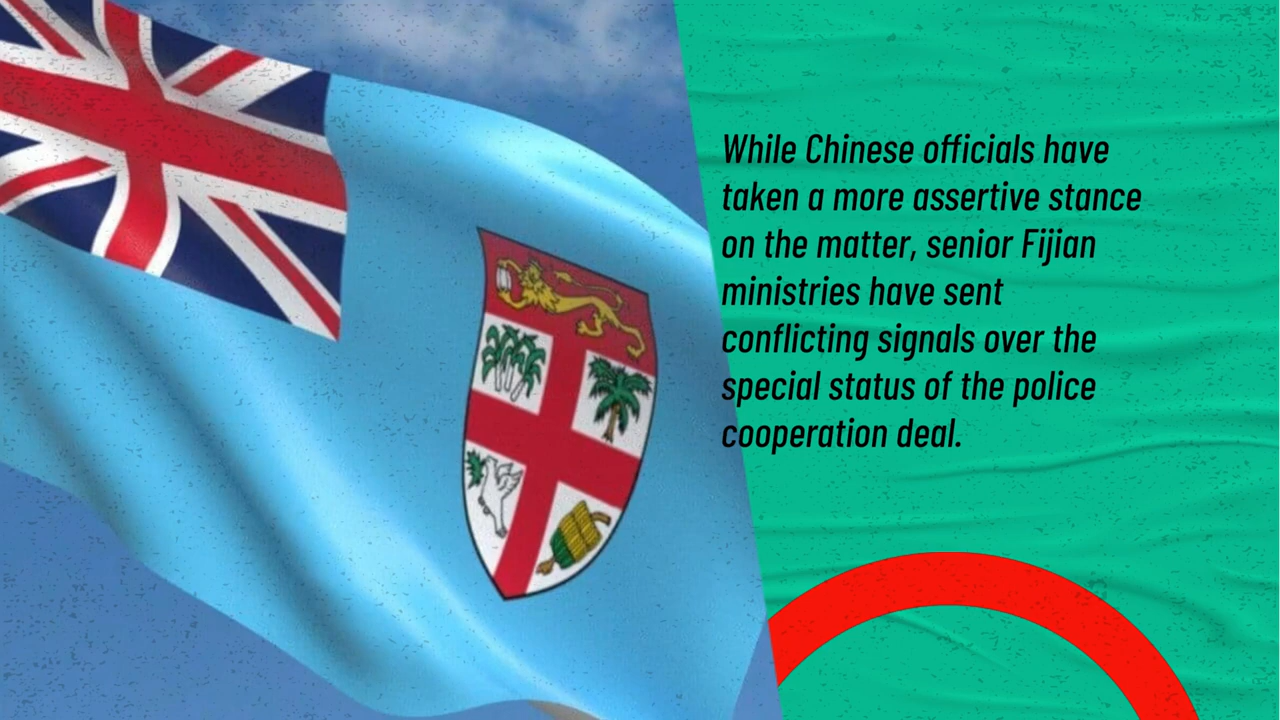 While Chinese officials have
taken a more assertive stance
on the matter, senior Fijian
ministries have sent
conflicting signals over the
special status of the police
cooperation deal.